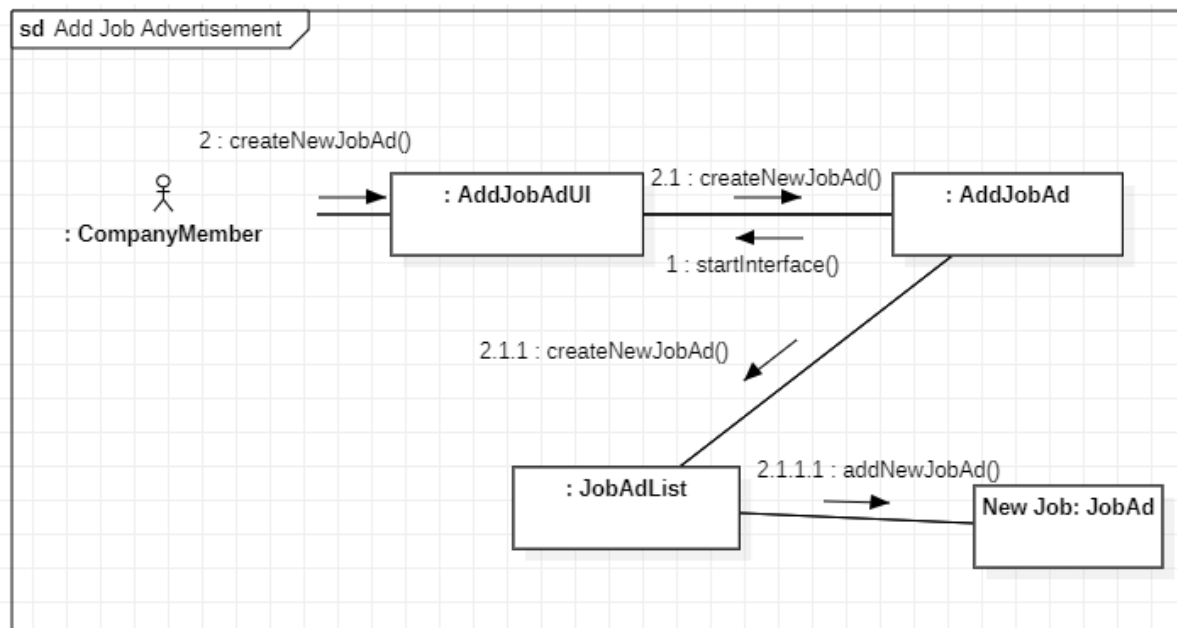 sd Add Job Advertisement
2 : createNewJobAd()
: CompanyMember
: AddJobAdUI
2.1 : createNewJobAd()
: AddJobAd
1 : startInterface()
2.1.1 : createNewJobAd()
: JobAdList
2.1.1.1 : addNewJobAd()
New Job: JobAd